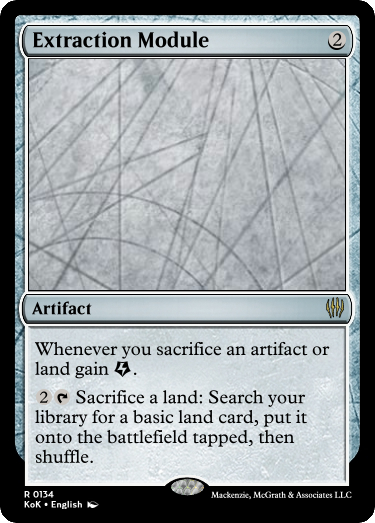 Extraction Module 2
Artifact
Whenever you sacrifice an artifact or
land gain .
2 Sacrifice a land: Search your
library for a basic land card, put it
onto the battlefield tapped, then
shuffle.
R 0134
KoK • English
Mackenzie, McGrath & Associates LLC